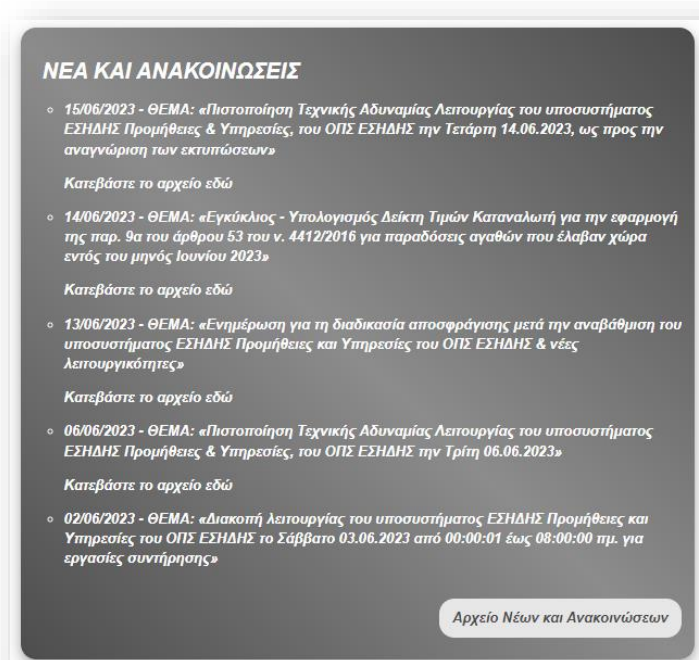 ΝΕΑ ΚΑΙ ΑΝΑΚΟΙΝΩΣΕΙΣ
15/06/2023 - ΘΕΜΑ: «Πιστοποίηση Τεχνικής Αδυναμίας Λειτουργίας του υποσυστήματος
ΕΣΗΔΗΣ Προμήθειες & Υπηρεσίες, του ΟΠΣ ΕΣΗΔΗΣ την Τετάρτη 14.06.2023, ως προς την
αναγνώριση των εκτυπώσεων»
Κατεβάστε το αρχείο εδώ
14/06/2023 - ΘΕΜΑ: «Εγκύκλιος - Υπολογισμός Δείκτη Τιμών Καταναλωτή για την εφαρμογή
της παρ. 9α του άρθρου 53 του ν. 4412/2016 για παραδόσεις αγαθών που έλαβαν χώρα
εντός του μηνός Ιουνίου 2023»
Κατεβάστε το αρχείο εδώ
13/06/2023 - ΘΕΜΑ: «Ενημέρωση για τη διαδικασία αποσφράγισης μετά την αναβάθμιση του
υποσυστήματος ΕΣΗΔΗΣ Προμήθειες και Υπηρεσίες του ΟΠΣ ΕΣΗΔΗΣ & νέες
λειτουργικότητες»
Κατεβάστε το αρχείο εδώ
06/06/2023 - ΘΕΜΑ: «Πιστοποίηση Τεχνικής Αδυναμίας Λειτουργίας του υποσυστήματος
ΕΣΗΔΗΣ Προμήθειες & Υπηρεσίες, του ΟΠΣ ΕΣΗΔΗΣ την Τρίτη 06.06.2023»
Κατεβάστε το αρχείο εδώ
02/06/2023 - ΘΕΜΑ: «Διακοπή λειτουργίας του υποσυστήματος ΕΣΗΔΗΣ Προμήθειες και
Υπηρεσίες του ΟΠΣ ΕΣΗΔΗΣ το Σάββατο 03.06.2023 από 00:00:01 έως 08:00:00 πμ. για
εργασίες συντήρησης»
Αρχείο Νέων και Ανακοινώσεων